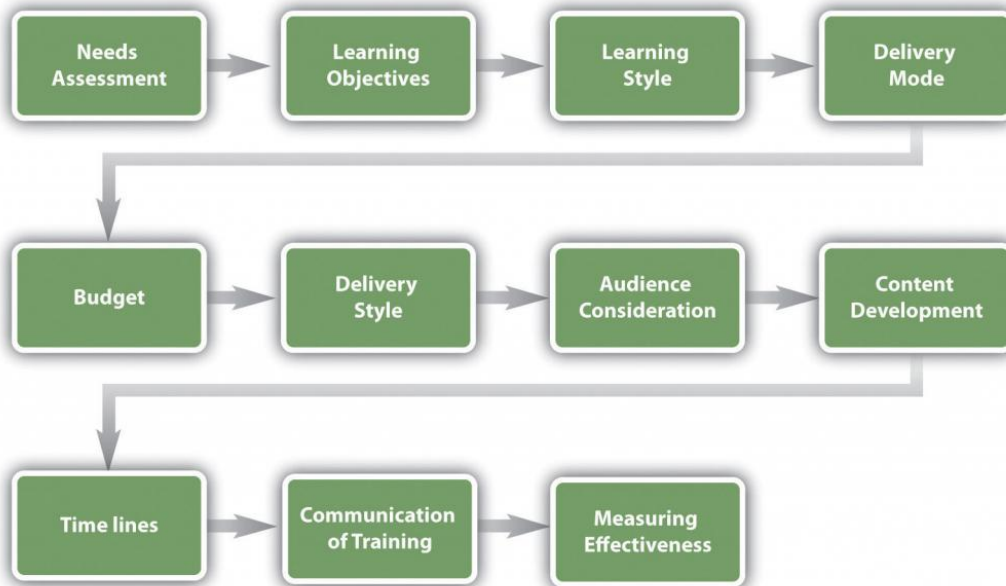 Needs
Assessment
Learning
Objectives
Learning
Style
Delivery
Mode
Budget
Delivery
Style
Audience
Consideration
Content
Development
Time lines
Communication
of Training
Measuring
Effectiveness